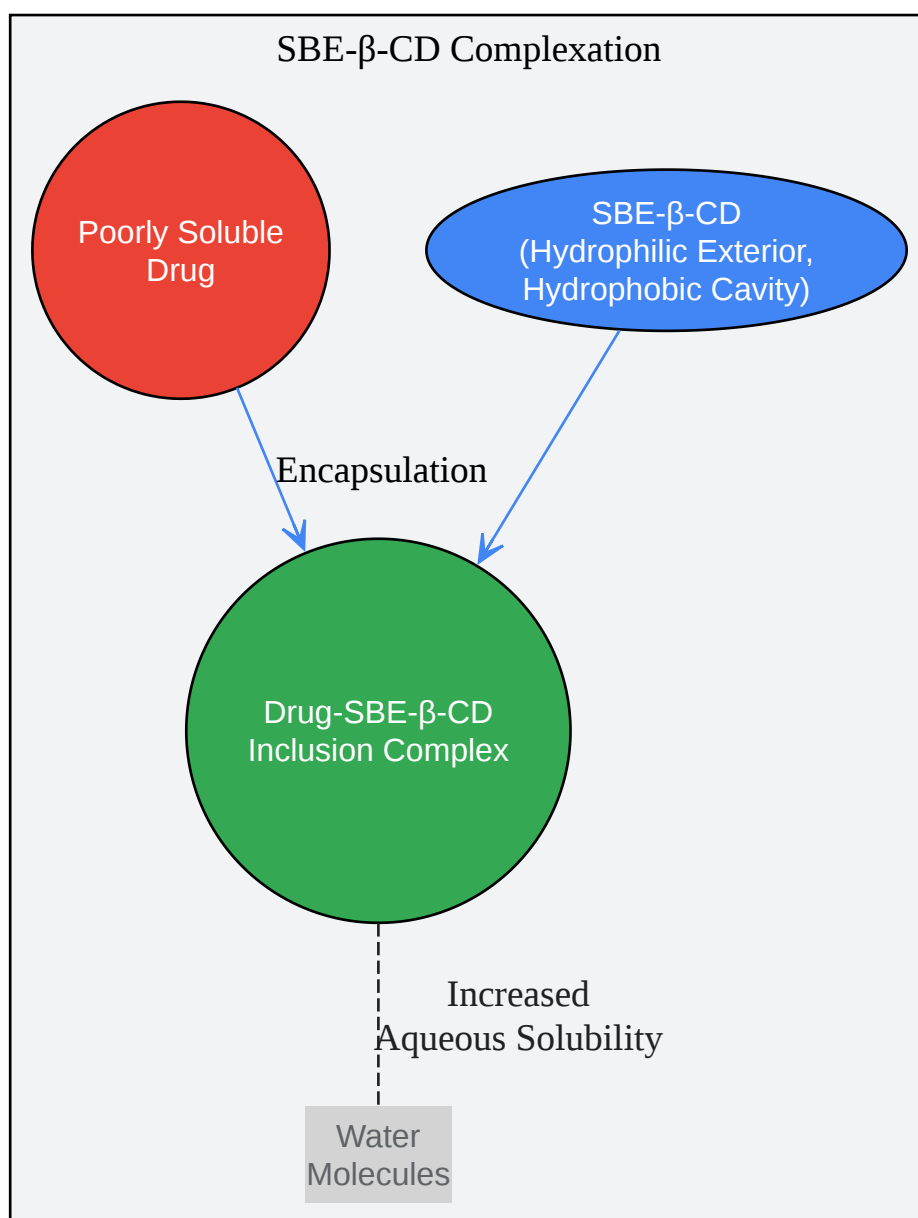 SBE-β-CD Complexation
Poorly Soluble
Drug
SBE-β-CD
(Hydrophilic Exterior,
Hydrophobic Cavity)
Encapsulation
Drug-SBE-β-CD
Inclusion Complex
Increased
Aqueous Solubility
Water
Molecules